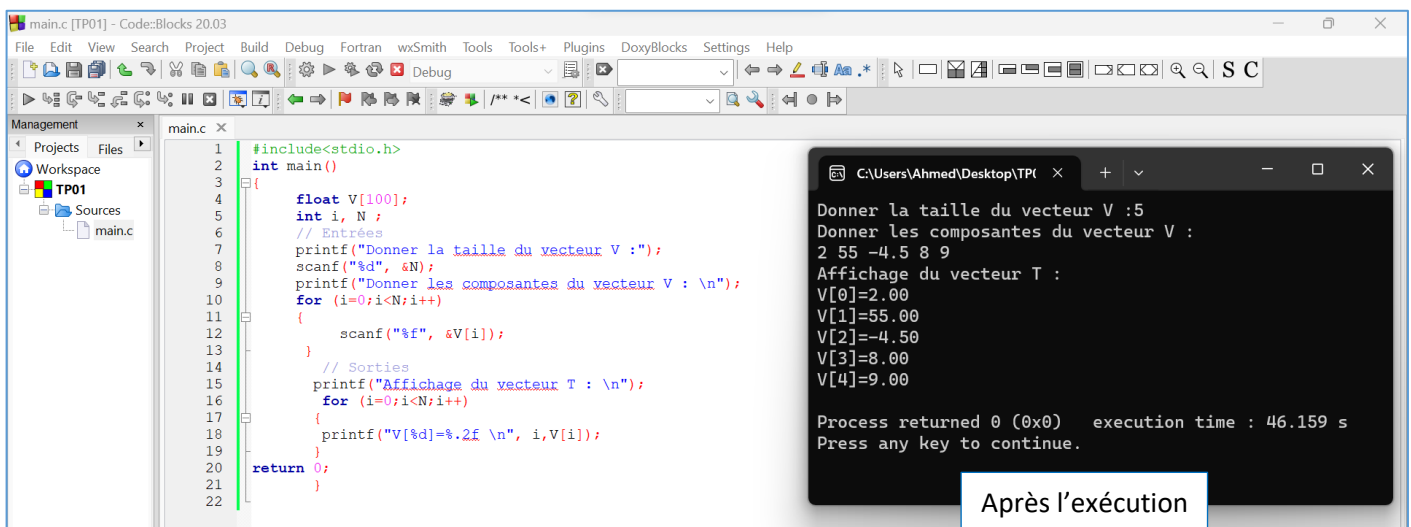 main.c [TP01] - Code::Blocks 20.03
File Edit View Search Project Build Debug Fortran wxSmith Tools Tools+ Plugins DoxyBlocks Settings Help
Debug
/** *<
S C
Management
main.c
Projects Files
Workspace
TP01
Sources
main.c
1 #include<stdio.h>
2 int main()
3 {
4 float V[100];
5 int i, N ;
6 // Entrées
7 printf("Donner la taille du vecteur V :");
8 scanf("%d", &N);
9 printf("Donner les composantes du vecteur V : \n");
10 for (i=0;i<N;i++)
11 {
12 scanf("%f", &V[i]);
13 }
14 // Sorties
15 printf("Affichage du vecteur T : \n");
16 for (i=0;i<N;i++)
17 {
18 printf("V[%d]=%.2f \n", i,V[i]);
19 }
20 return 0;
21 }
22
C:\Users\Ahmed\Desktop\TP(
Donner la taille du vecteur V :5
Donner les composantes du vecteur V :
2 55 -4.5 8 9
Affichage du vecteur T :
V[0]=2.00
V[1]=55.00
V[2]=-4.50
V[3]=8.00
V[4]=9.00
Process returned 0 (0x0) execution time : 46.159 s
Press any key to continue.
Après l'exécution